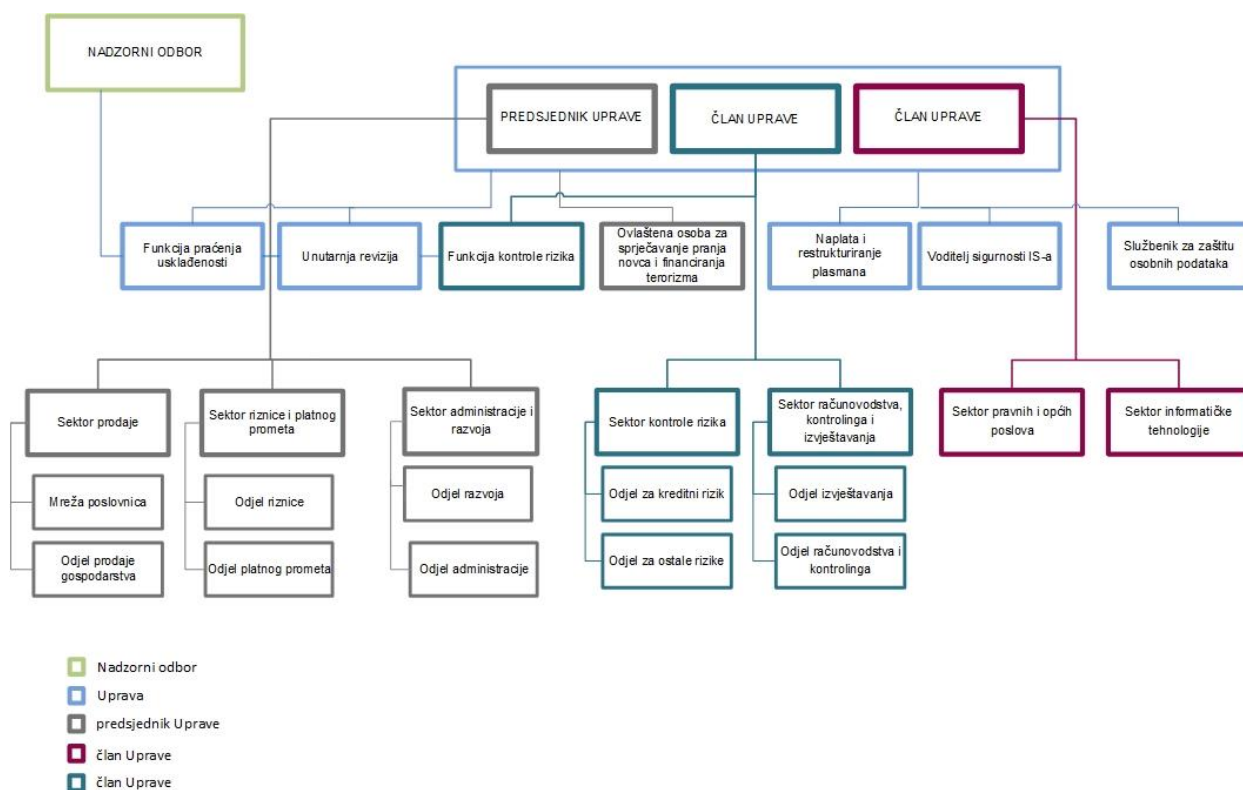 NADZORNI ODBOR
PREDSJEDNIK UPRAVE
ČLAN UPRAVE
ČLAN UPRAVE
Funkcija praćenja
usklađenosti
Unutarnja revizija
Funkcija kontrole rizika
Ovlaštena osoba za
sprječavanje pranja
novca i financiranja
terorizma
Naplata i
restrukturiranje
plasmana
Voditelj sigurnosti IS-a
Službenik za zaštitu
osobnih podataka
Sektor prodaje
Sektor riznice i platnog
prometa
Sektor administracije i
razvoja
Sektor kontrole rizika
Sektor računovodstva,
kontrolinga i
izvještavanja
Sektor pravnih i općih
poslova
Sektor informatičke
tehnologije
Mreža poslovnica
Odjel riznice
Odjel razvoja
Odjel za kreditni rizik
Odjel izvještavanja
Odjel prodaje
gospodarstva
Odjel platnog prometa
Odjel administracije
Odjel za ostale rizike
Odjel računovodstva i
kontrolinga
Nadzorni odbor
Uprava
predsjednik Uprave
član Uprave
član Uprave